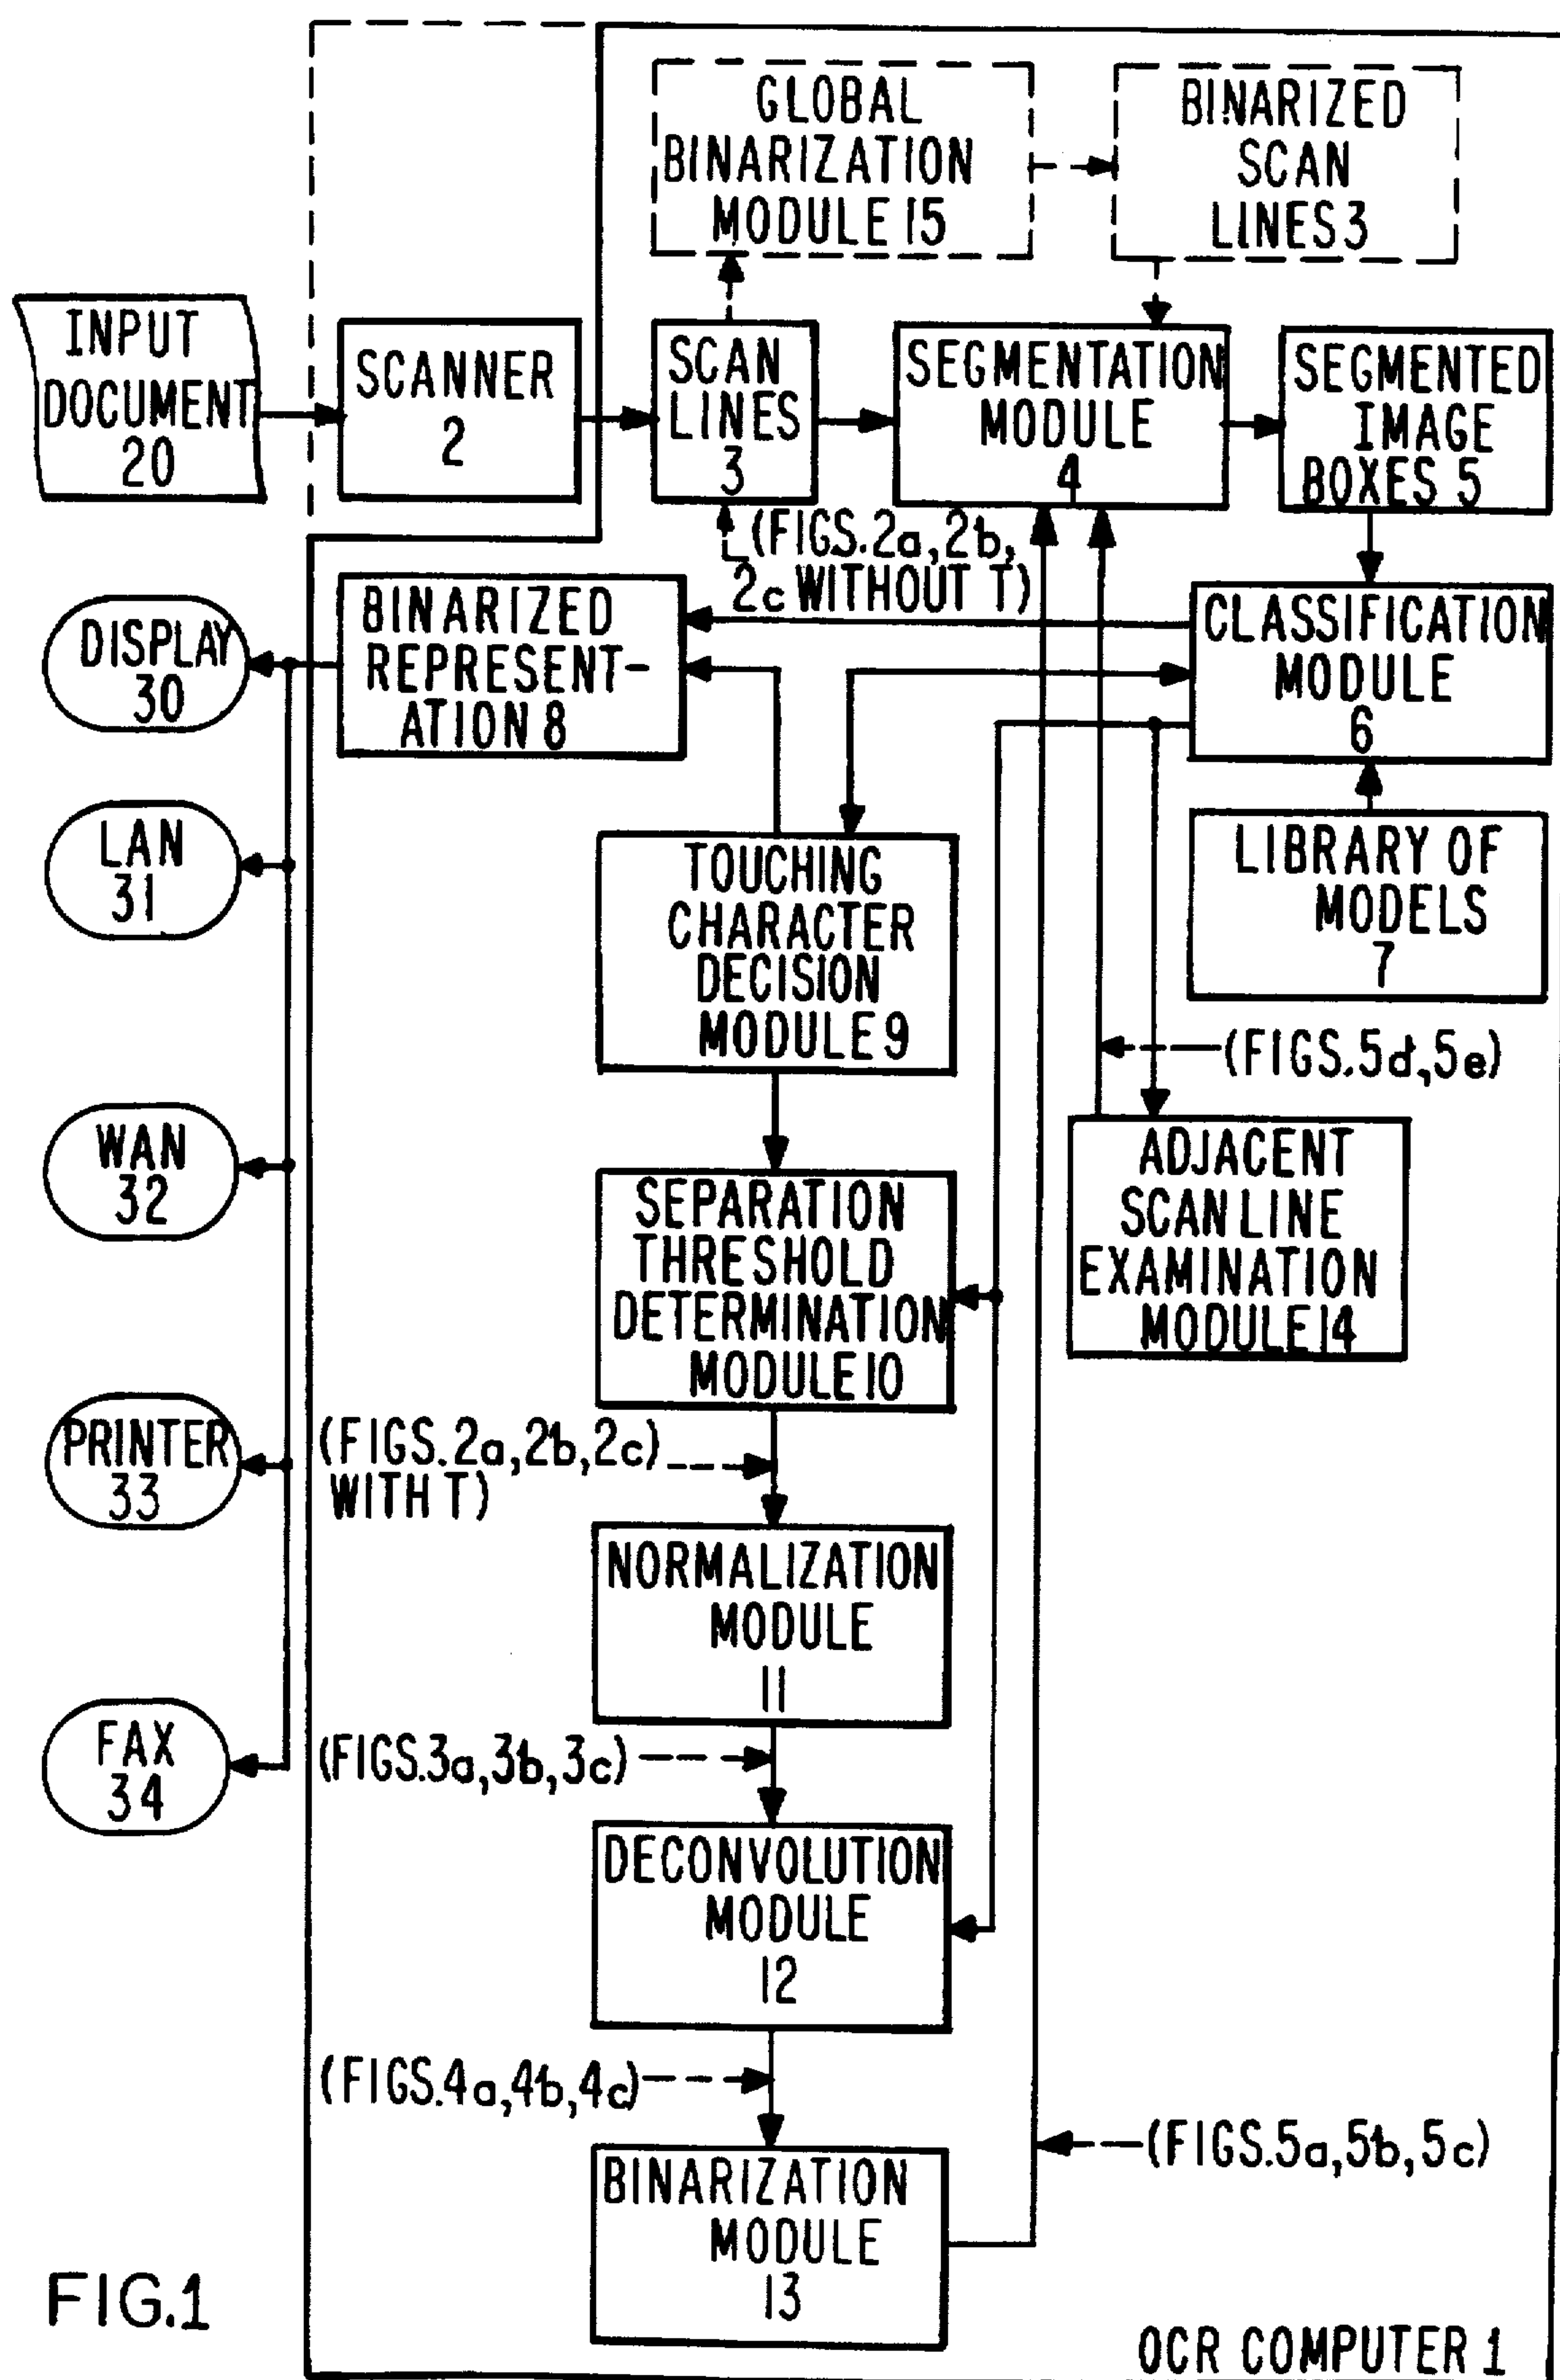 GLOBAL
BINARIZATION
MODULE 15
BINARIZED
SCAN
LINES 3
INPUT
DOCUMENT
20
SCANNER
2
SCAN
LINES
3
SEGMENTATION
MODULE
4
SEGMENTED
IMAGE
BOXES 5
(FIGS.2a,2b,
2c WITHOUT T)
DISPLAY
30
BINARIZED
REPRESENT-
ATION 8
CLASSIFICATION
MODULE
6
LAN
31
TOUCHING
CHARACTER
DECISION
MODULE 9
LIBRARY OF
MODELS
7
(FIGS.5d,5e)
WAN
32
SEPARATION
THRESHOLD
DETERMINATION
MODULE 10
ADJACENT
SCAN LINE
EXAMINATION
MODULE 14
PRINTER
33
(FIGS.2a,2b,2c)
WITH T)
NORMALIZATION
MODULE
11
FAX
34
(FIGS.3a,3b,3c)
DECONVOLUTION
MODULE
12
(FIGS.4a,4b,4c)
(FIGS.5a,5b,5c)
BINARIZATION
MODULE
13
FIG.1
OCR COMPUTER 1